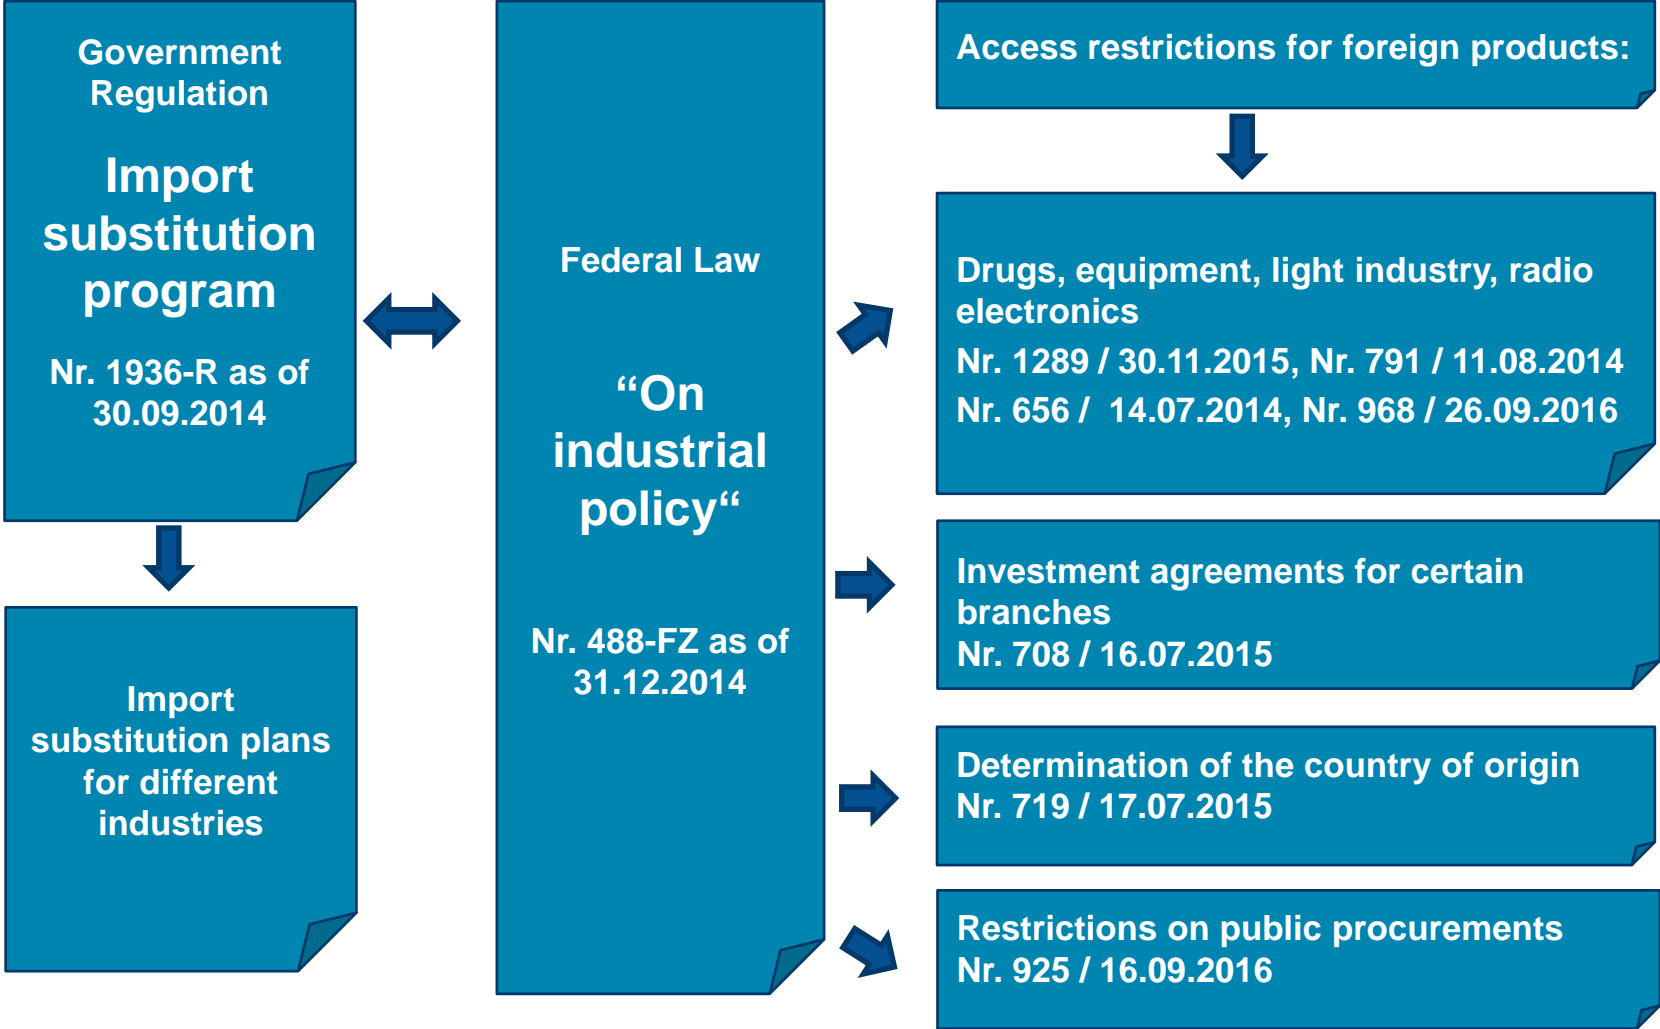 Government
Regulation
Import
substitution
program
Nr. 1936-R as of
30.09.2014
Import
substitution plans
for different
industries
Federal Law
“On
industrial
policy“
Nr. 488-FZ as of
31.12.2014
Access restrictions for foreign products:
Drugs, equipment, light industry, radio
electronics
Nr. 1289 / 30.11.2015, Nr. 791 / 11.08.2014
Nr. 656 /  14.07.2014, Nr. 968 / 26.09.2016
Investment agreements for certain
branches
Nr. 708 / 16.07.2015
Determination of the country of origin
Nr. 719 / 17.07.2015
Restrictions on public procurements
Nr. 925 / 16.09.2016